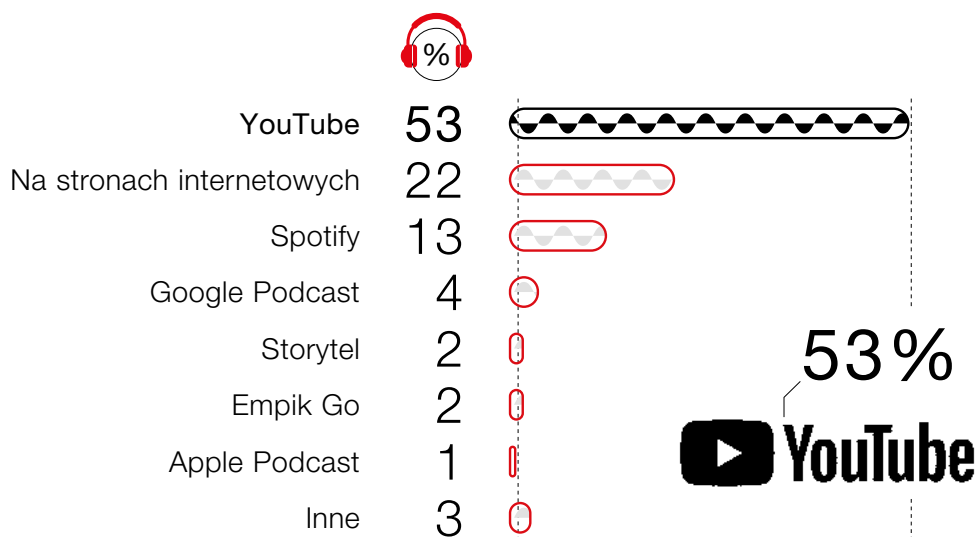 %
YouTube 53
Na stronach internetowych 22
Spotify 13
Google Podcast 4
Storytel 2
Empik Go 2
Apple Podcast 1
Inne 3
53%
YouTube